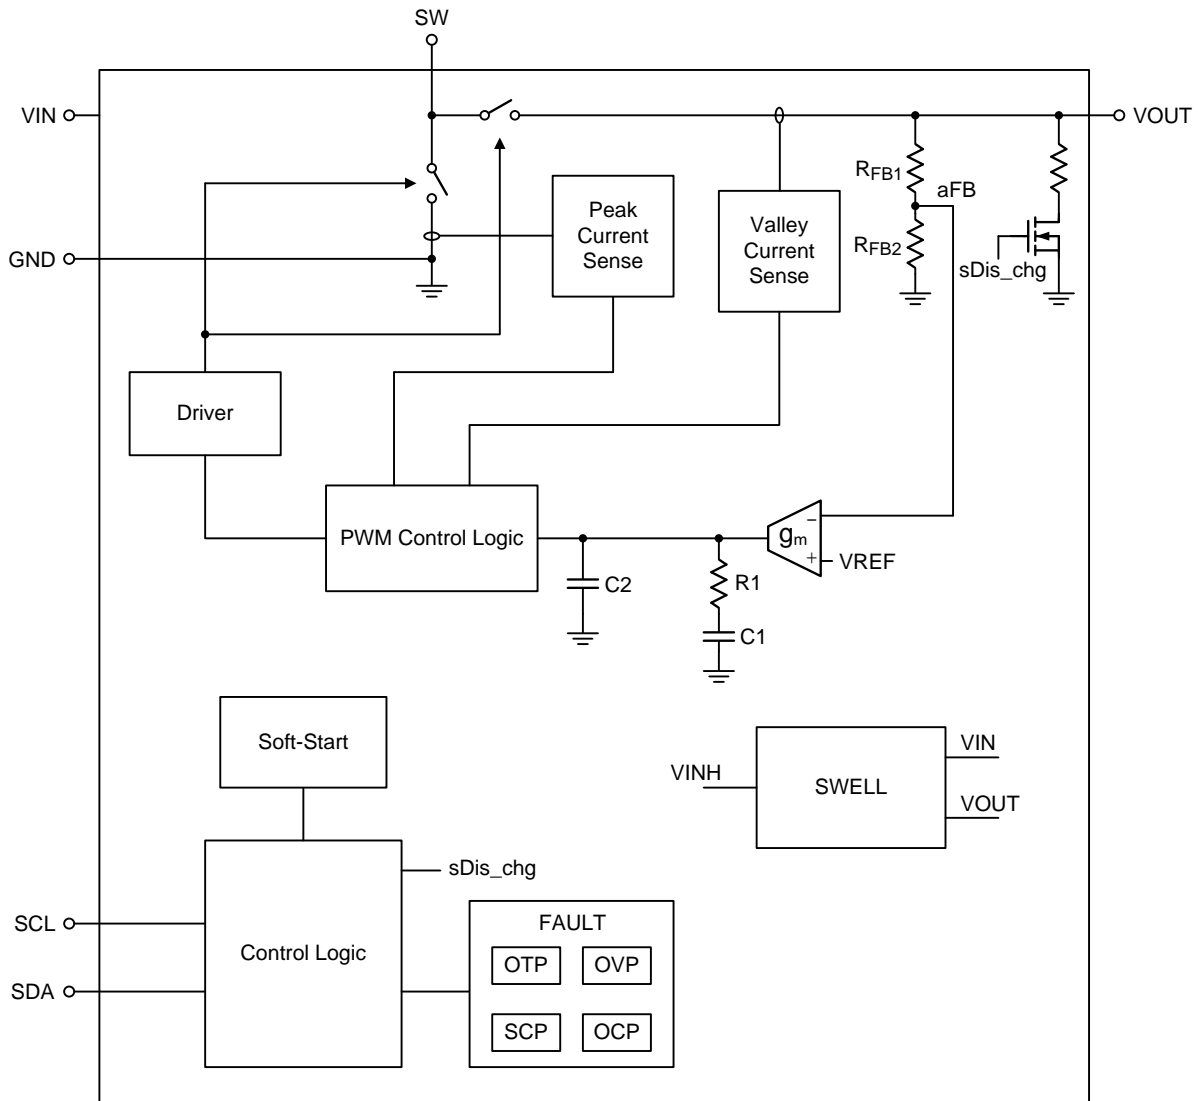 SW
VIN
VOUT
RFB1
aFB
Peak
Current
Sense
Valley
Current
Sense
RFB2
GND
sDis_chg
Driver
PWM Control Logic
−
gm
+
VREF
C2
R1
C1
Soft-Start
VINH
SWELL
VIN
VOUT
sDis_chg
SCL
Control Logic
SDA
FAULT
OTP OVP
SCP OCP